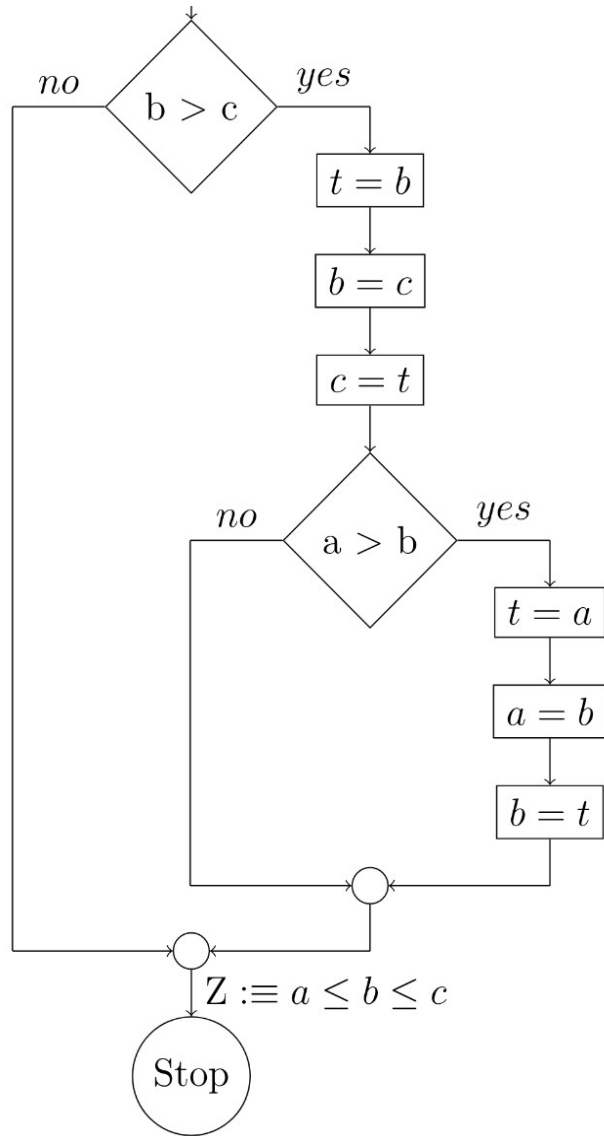 no
yes
b > c
t = b
b = c
c = t
no
yes
a > b
t = a
a = b
b = t
Z :≡ a ≤ b ≤ c
Stop